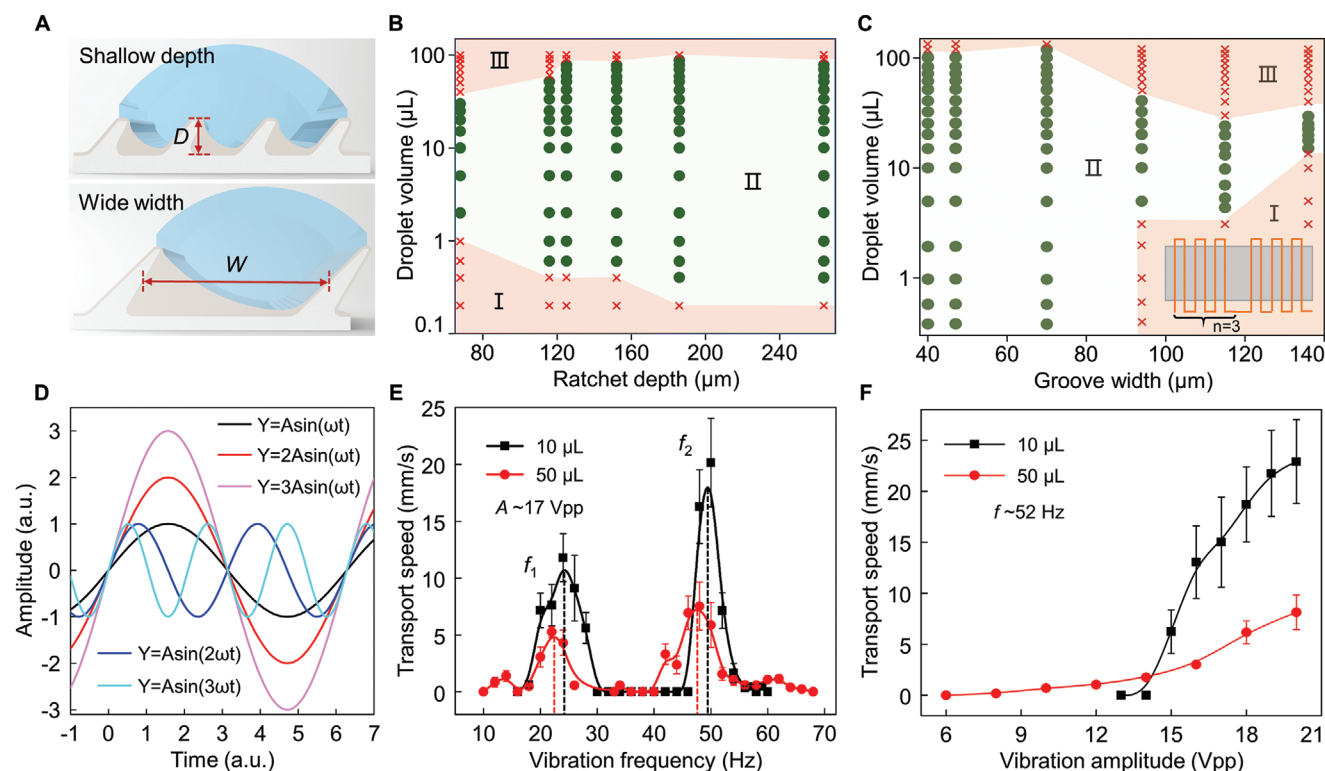 A
Shallow depth
D
Wide width
W
B
Droplet volume (µL)
100
10
1
0.1
III
II
I
80
120
160
200
240
Ratchet depth (µm)
C
Droplet volume (µL)
100
10
1
III
II
I
n=3
40
60
80
100
120
140
Groove width (µm)
D
Amplitude (a.u.)
3
2
1
0
-1
-2
-3
Y=Asin(ωt)
Y=2Asin(ωt)
Y=3Asin(ωt)
Y=Asin(2ωt)
Y=Asin(3ωt)
-1
0
1
2
3
4
5
6
7
Time (a.u.)
E
Transport speed (mm/s)
25
20
15
10
5
0
10 µL
50 µL
A ~17 Vpp
f1
f2
10
20
30
40
50
60
70
Vibration frequency (Hz)
F
Transport speed (mm/s)
25
20
15
10
5
0
10 µL
50 µL
f ~52 Hz
6
9
12
15
18
21
Vibration amplitude (Vpp)